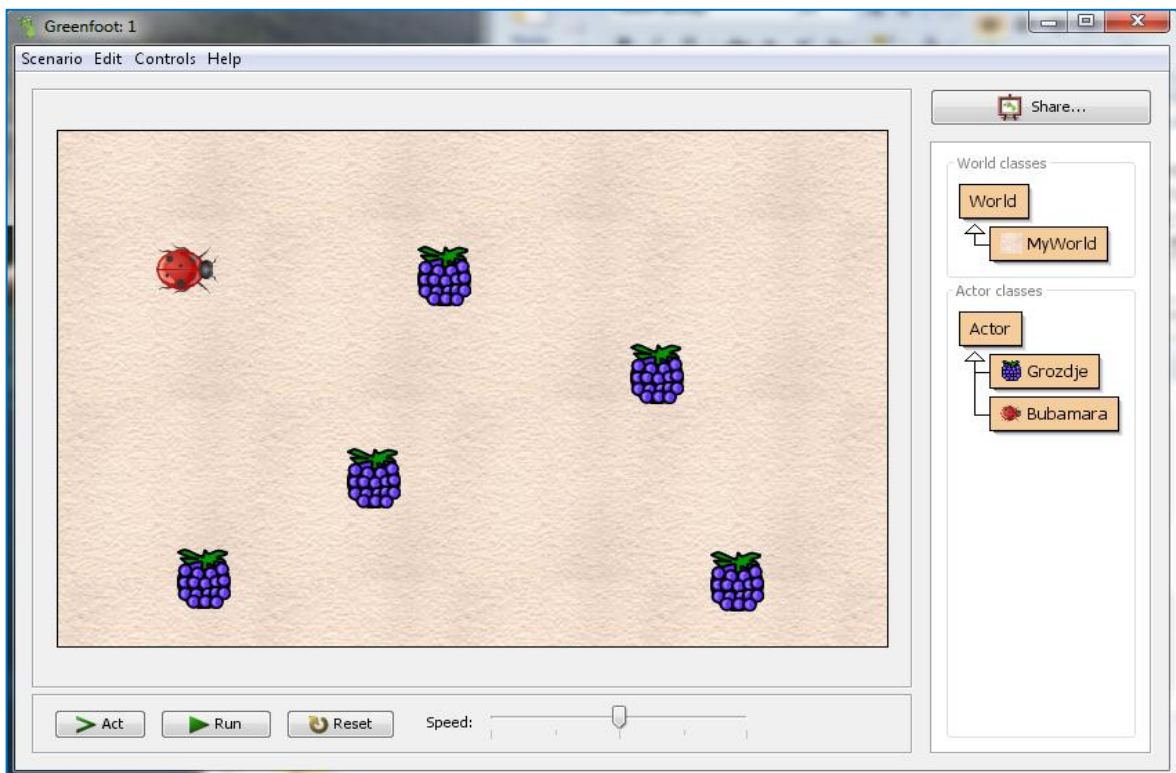 Greenfoot: 1
Scenario Edit Controls Help
Share...
World classes
World
MyWorld
Actor classes
Actor
Grozdje
Bubamara
Act
Run
Reset
Speed: